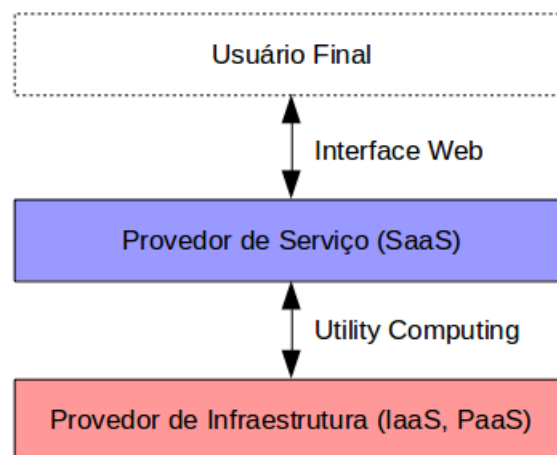 Usuário Final
Interface Web
Provedor de Serviço (SaaS)
Utility Computing
Provedor de Infraestrutura (IaaS, PaaS)